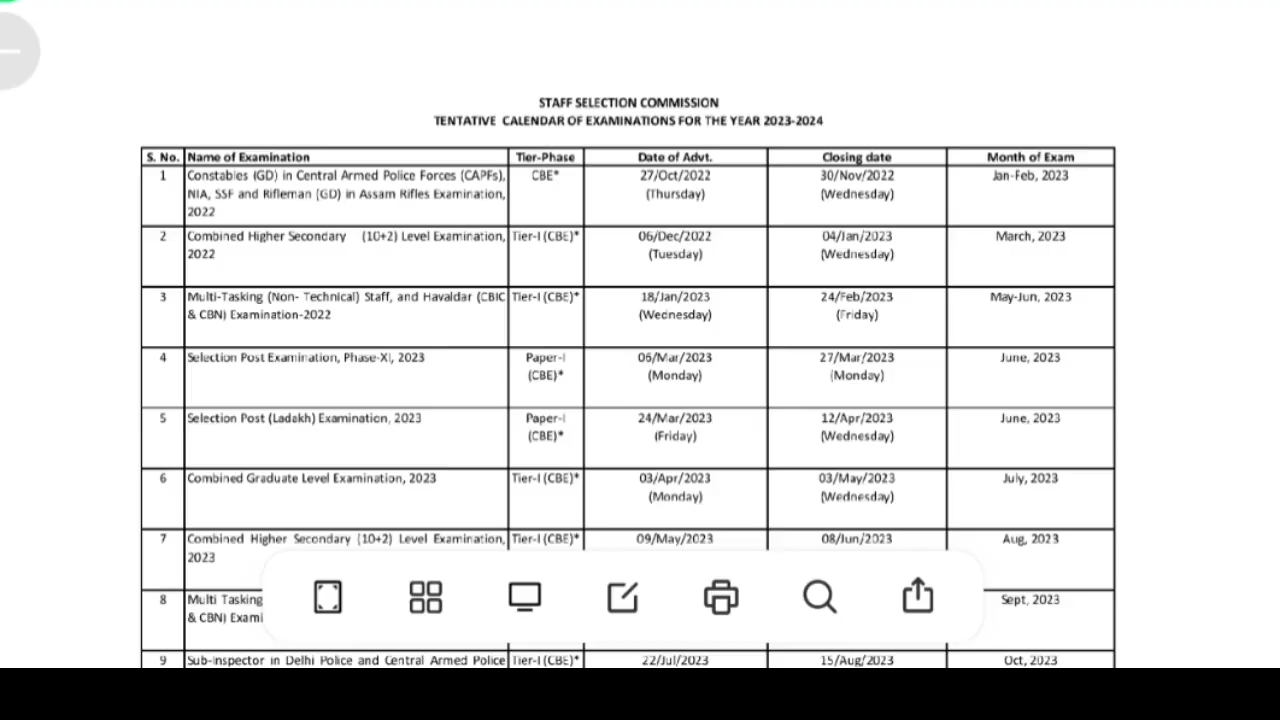 STAFF SELECTION COMMISSION
TENTATIVE CALENDAR OF EXAMINATIONS FOR THE YEAR 2023-2024
S. No. Name of Examination Tier-Phase Date of Advt. Closing date Month of Exam
1 Constables (GD) in Central Armed Police Forces (CAPFs), CBE* 27/Oct/2022 30/Nov/2022 Jan-Feb, 2023
NIA, SSF and Rifleman (GD) in Assam Rifles Examination, (Thursday) (Wednesday)
2022
2 Combined Higher Secondary (10+2) Level Examination, Tier-I (CBE)* 06/Dec/2022 04/Jan/2023 March, 2023
2022 (Tuesday) (Wednesday)
3 Multi-Tasking (Non- Technical) Staff, and Havaldar (CBIC Tier-I (CBE)* 18/Jan/2023 24/Feb/2023 May-Jun, 2023
& CBN) Examination-2022 (Wednesday) (Friday)
4 Selection Post Examination, Phase-XI, 2023 Paper-I 06/Mar/2023 27/Mar/2023 June, 2023
(CBE)* (Monday) (Monday)
5 Selection Post (Ladakh) Examination, 2023 Paper-I 24/Mar/2023 12/Apr/2023 June, 2023
(CBE)* (Friday) (Wednesday)
6 Combined Graduate Level Examination, 2023 Tier-I (CBE)* 03/Apr/2023 03/May/2023 July, 2023
(Monday) (Wednesday)
7 Combined Higher Secondary (10+2) Level Examination, Tier-I (CBE)* 09/May/2023 08/Jun/2023 Aug, 2023
2023
8 Multi Tasking Sept, 2023
& CBN) Exami
9 Sub-Inspector in Delhi Police and Central Armed Police Tier-I (CBE)* 22/Jul/2023 15/Aug/2023 Oct, 2023